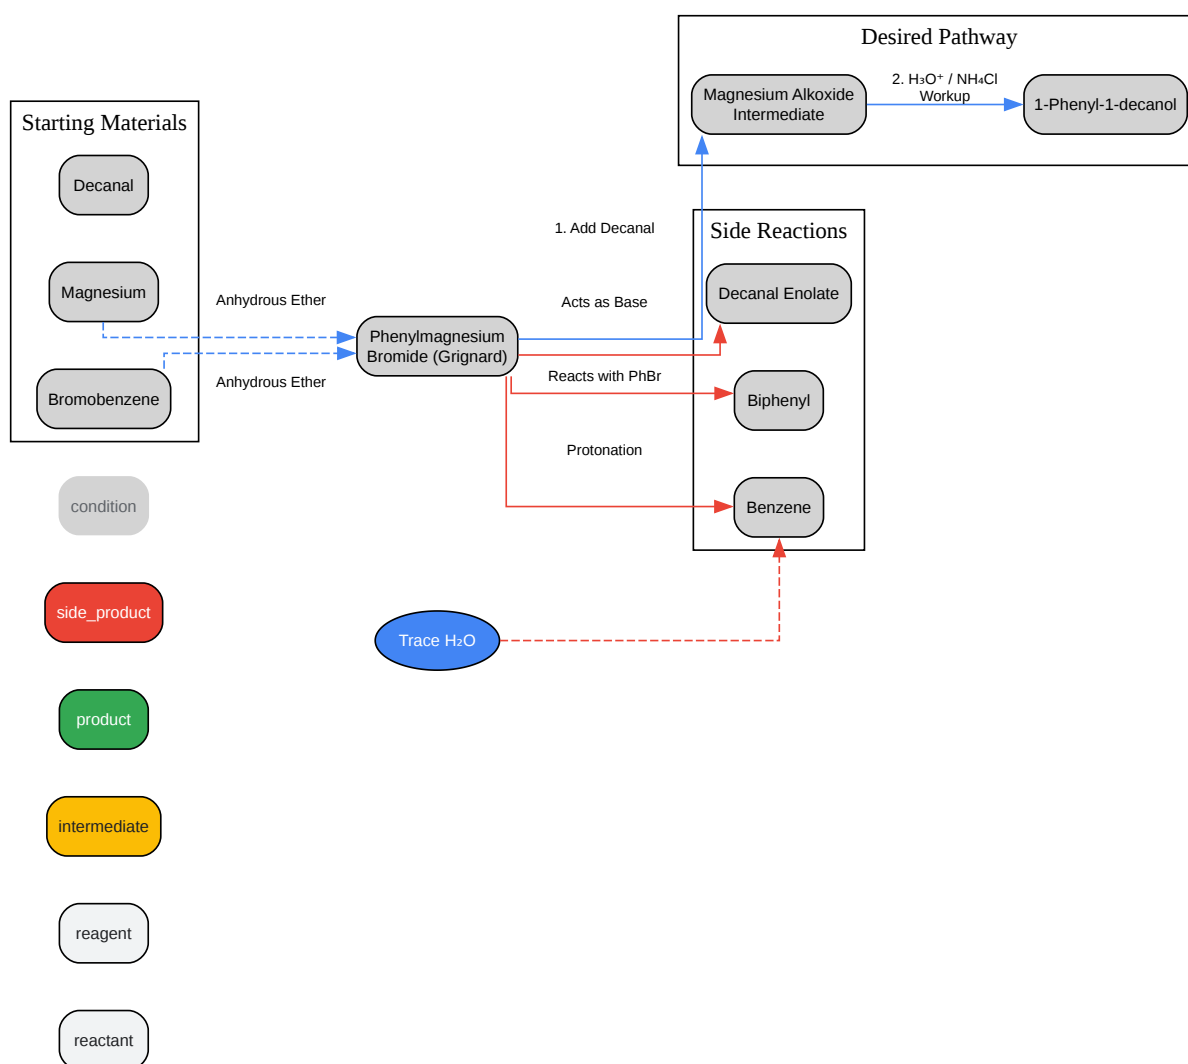 Desired Pathway
Magnesium Alkoxide
Intermediate
2. H₃O⁺ / NH₄Cl
Workup
1-Phenyl-1-decanol
Starting Materials
Decanal
Magnesium
Bromobenzene
Anhydrous Ether
Anhydrous Ether
Phenylmagnesium
Bromide (Grignard)
1. Add Decanal
Acts as Base
Reacts with PhBr
Protonation
Side Reactions
Decanal Enolate
Biphenyl
Benzene
Trace H₂O
condition
side_product
product
intermediate
reagent
reactant